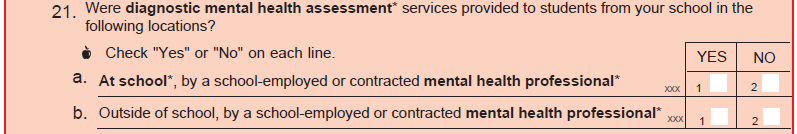 21. Were diagnostic mental health assessment* services provided to students from your school in the
following locations?
Check "Yes" or "No" on each line.
YES NO
a. At school*, by a school-employed or contracted mental health professional* xxx 1 2
b. Outside of school, by a school-employed or contracted mental health professional* xxx 1 2